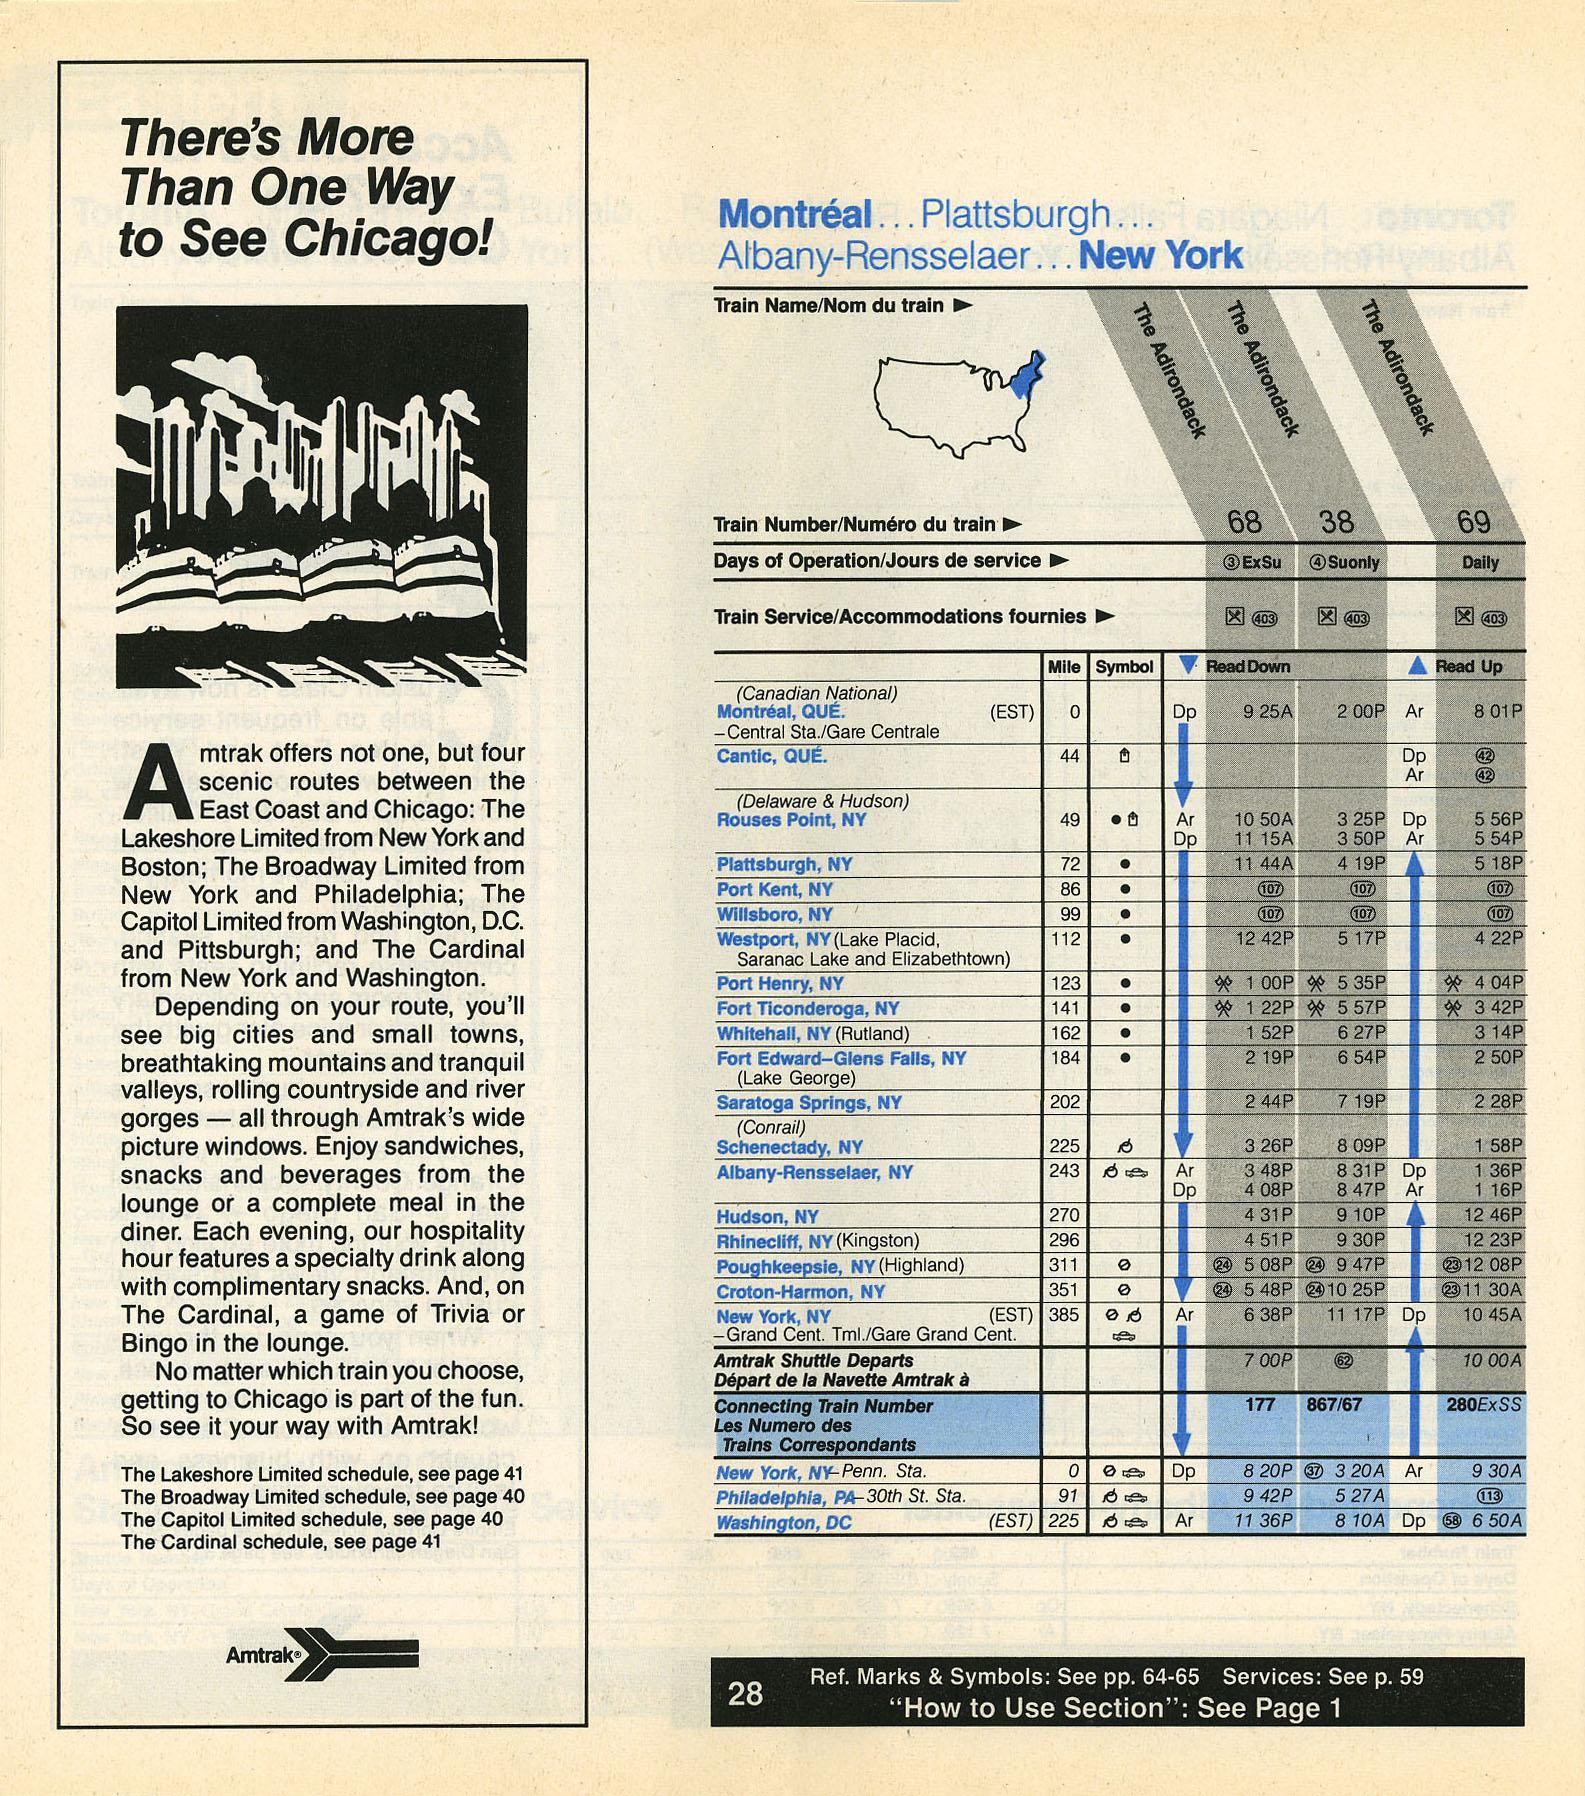 There's More
Than One Way
to See Chicago!
Amtrak offers not one, but four
scenic routes between the
East Coast and Chicago: The
Lakeshore Limited from New York and
Boston; The Broadway Limited from
New York and Philadelphia; The
Capitol Limited from Washington, D.C.
and Pittsburgh; and The Cardinal
from New York and Washington.
Depending on your route, you'll
see big cities and small towns,
breathtaking mountains and tranquil
valleys, rolling countryside and river
gorges — all through Amtrak's wide
picture windows. Enjoy sandwiches,
snacks and beverages from the
lounge or a complete meal in the
diner. Each evening, our hospitality
hour features a specialty drink along
with complimentary snacks. And, on
The Cardinal, a game of Trivia or
Bingo in the lounge.
No matter which train you choose,
getting to Chicago is part of the fun.
So see it your way with Amtrak!
The Lakeshore Limited schedule, see page 41
The Broadway Limited schedule, see page 40
The Capitol Limited schedule, see page 40
The Cardinal schedule, see page 41
Amtrak®
Montréal...Plattsburgh...
Albany-Rensselaer...New York
Train Name/Nom du train ► The Adirondack The Adirondack The Adirondack
Train Number/Numéro du train ► 68 38 69
Days of Operation/Jours de service ► ③ExSu ④Suonly Daily
Train Service/Accommodations fournies ► 403 403 403
Mile Symbol ▼ Read Down ▲ Read Up
(Canadian National)
Montréal, QUÉ. (EST) 0 Dp 9 25A 2 00P Ar 8 01P
–Central Sta./Gare Centrale
Cantic, QUÉ. 44 Dp 42
Ar 42
(Delaware & Hudson)
Rouses Point, NY 49 ● Ar 10 50A 3 25P Dp 5 56P
Dp 11 15A 3 50P Ar 5 54P
Plattsburgh, NY 72 ● 11 44A 4 19P 5 18P
Port Kent, NY 86 ● 107 107 107
Willsboro, NY 99 ● 107 107 107
Westport, NY (Lake Placid, 112 ● 12 42P 5 17P 4 22P
Saranac Lake and Elizabethtown)
Port Henry, NY 123 ● 1 00P 5 35P 4 04P
Fort Ticonderoga, NY 141 ● 1 22P 5 57P 3 42P
Whitehall, NY (Rutland) 162 ● 1 52P 6 27P 3 14P
Fort Edward–Glens Falls, NY 184 ● 2 19P 6 54P 2 50P
(Lake George)
Saratoga Springs, NY 202 2 44P 7 19P 2 28P
(Conrail)
Schenectady, NY 225 3 26P 8 09P 1 58P
Albany-Rensselaer, NY 243 Ar 3 48P 8 31P Dp 1 36P
Dp 4 08P 8 47P Ar 1 16P
Hudson, NY 270 4 31P 9 10P 12 46P
Rhinecliff, NY (Kingston) 296 4 51P 9 30P 12 23P
Poughkeepsie, NY (Highland) 311 24 5 08P 24 9 47P 23 12 08P
Croton-Harmon, NY 351 24 5 48P 24 10 25P 23 11 30A
New York, NY (EST) 385 Ar 6 38P 11 17P Dp 10 45A
–Grand Cent. Tml./Gare Grand Cent.
Amtrak Shuttle Departs 7 00P 62 10 00A
Départ de la Navette Amtrak à
Connecting Train Number 177 867/67 280ExSS
Les Numero des
Trains Correspondants
New York, NY–Penn. Sta. 0 Dp 8 20P 37 3 20A Ar 9 30A
Philadelphia, PA–30th St. Sta. 91 9 42P 5 27A 113
Washington, DC (EST) 225 Ar 11 36P 8 10A Dp 58 6 50A
28
Ref. Marks & Symbols: See pp. 64-65 Services: See p. 59
"How to Use Section": See Page 1